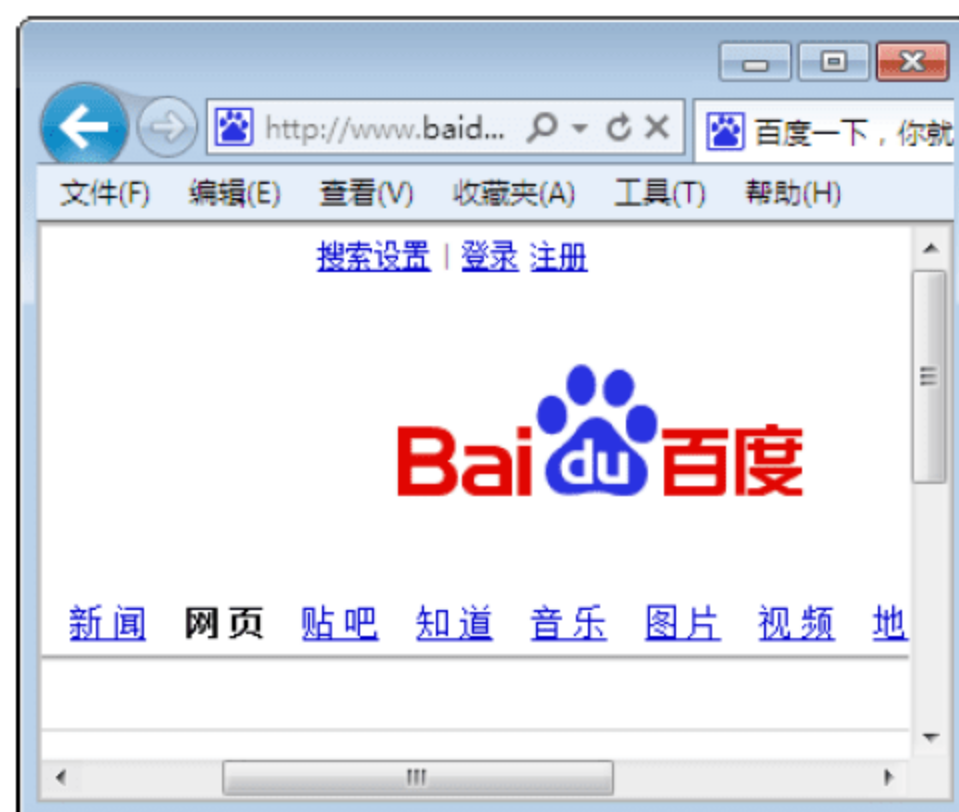 http://www.baid... 百度一下，你就
文件(F) 编辑(E) 查看(V) 收藏夹(A) 工具(T) 帮助(H)
搜索设置 | 登录 注册
Bai du 百度
新闻 网页 贴吧 知道 音乐 图片 视频 地